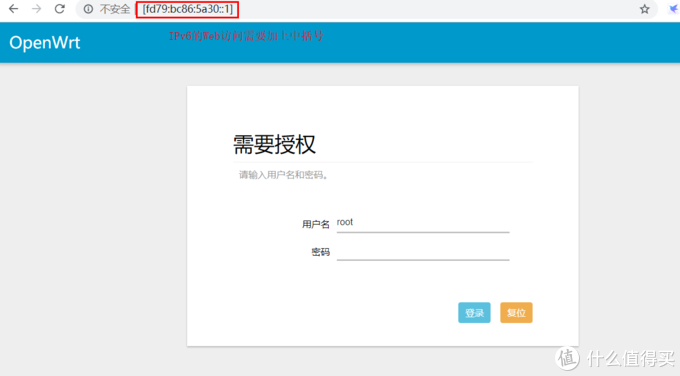 不安全 [fd79:bc86:5a30::1]
OpenWrt
IPv6的Web访问需要加上中括号
需要授权
请输入用户名和密码。
用户名 root
密码
登录 复位
值 什么值得买